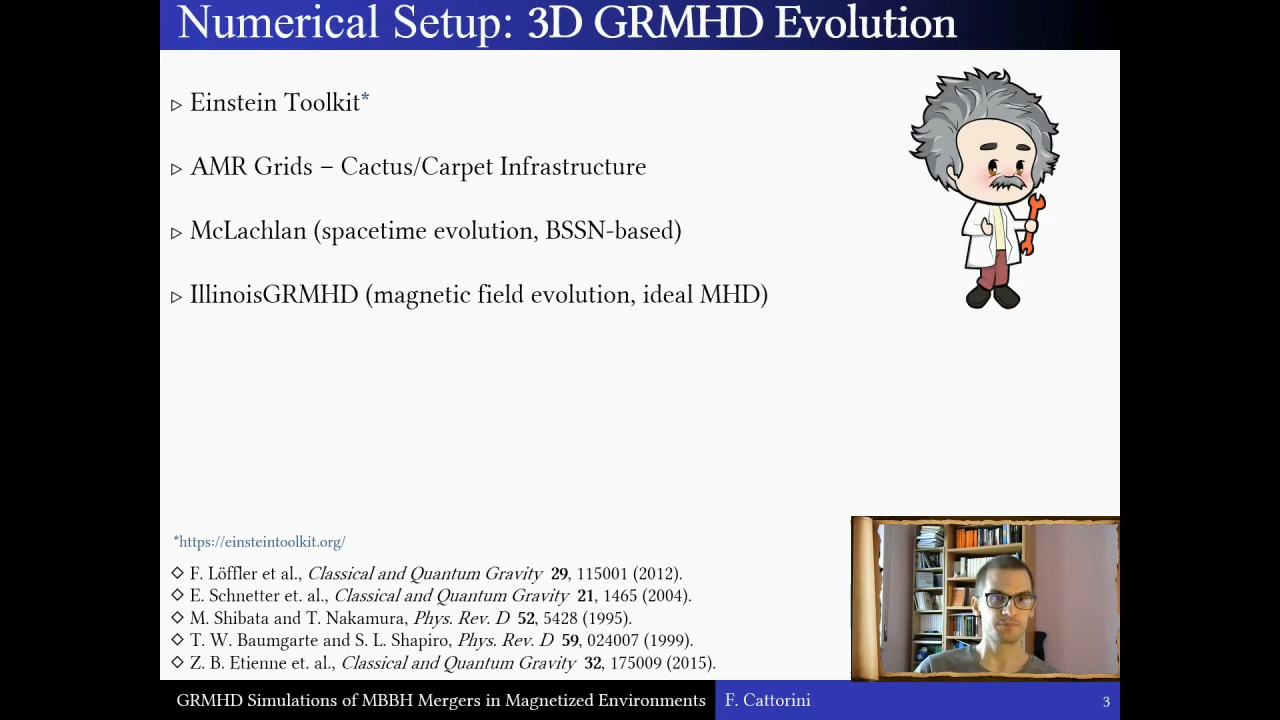 Numerical Setup: 3D GRMHD Evolution
▷ Einstein Toolkit*
▷ AMR Grids – Cactus/Carpet Infrastructure
▷ McLachlan (spacetime evolution, BSSN-based)
▷ IllinoisGRMHD (magnetic field evolution, ideal MHD)
*https://einsteintoolkit.org/
◇ F. Löffler et al., Classical and Quantum Gravity 29, 115001 (2012).
◇ E. Schnetter et. al., Classical and Quantum Gravity 21, 1465 (2004).
◇ M. Shibata and T. Nakamura, Phys. Rev. D 52, 5428 (1995).
◇ T. W. Baumgarte and S. L. Shapiro, Phys. Rev. D 59, 024007 (1999).
◇ Z. B. Etienne et. al., Classical and Quantum Gravity 32, 175009 (2015).
GRMHD Simulations of MBBH Mergers in Magnetized Environments F. Cattorini 3